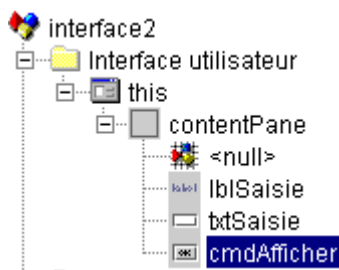 interface2
Interface utilisateur
this
contentPane
<null>
lblSaisie
txtSaisie
cmdAfficher